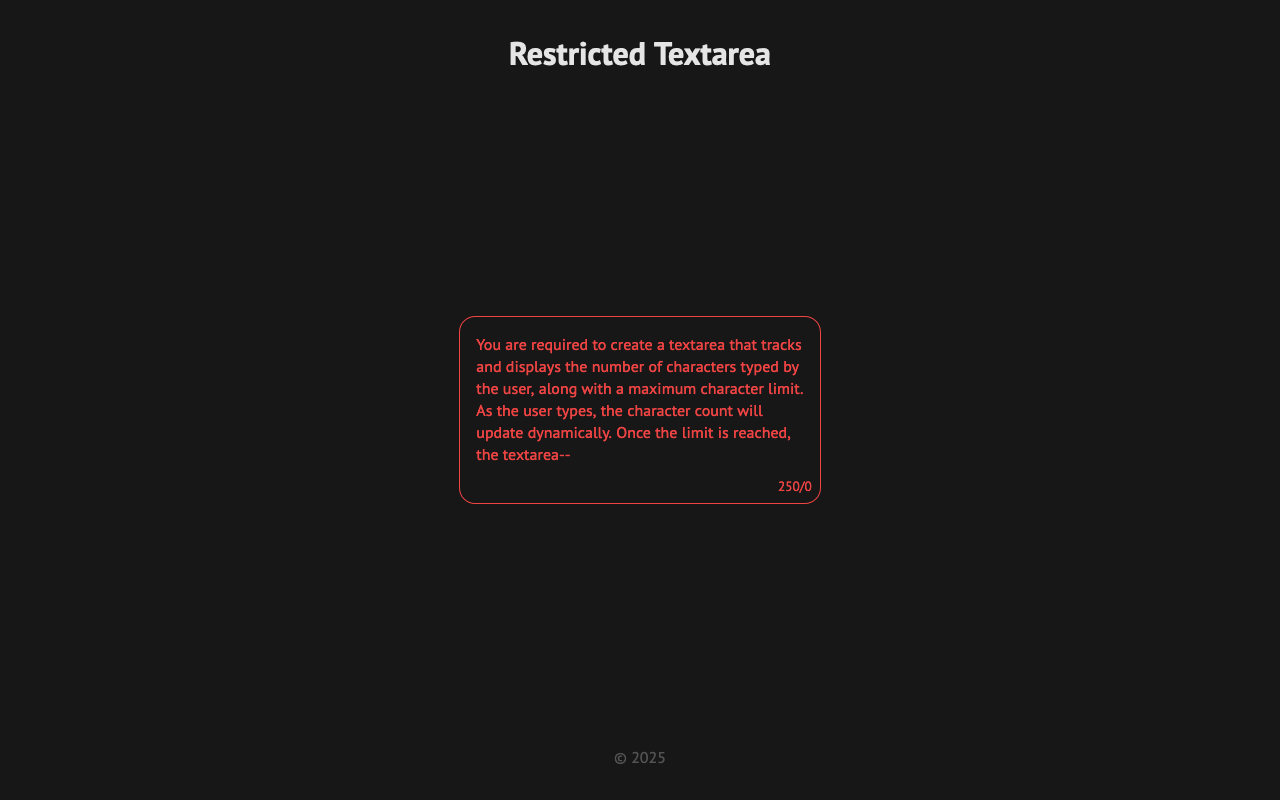 Restricted Textarea
You are required to create a textarea that tracks
and displays the number of characters typed by
the user, along with a maximum character limit.
As the user types, the character count will
update dynamically. Once the limit is reached,
the textarea--
250/0
© 2025